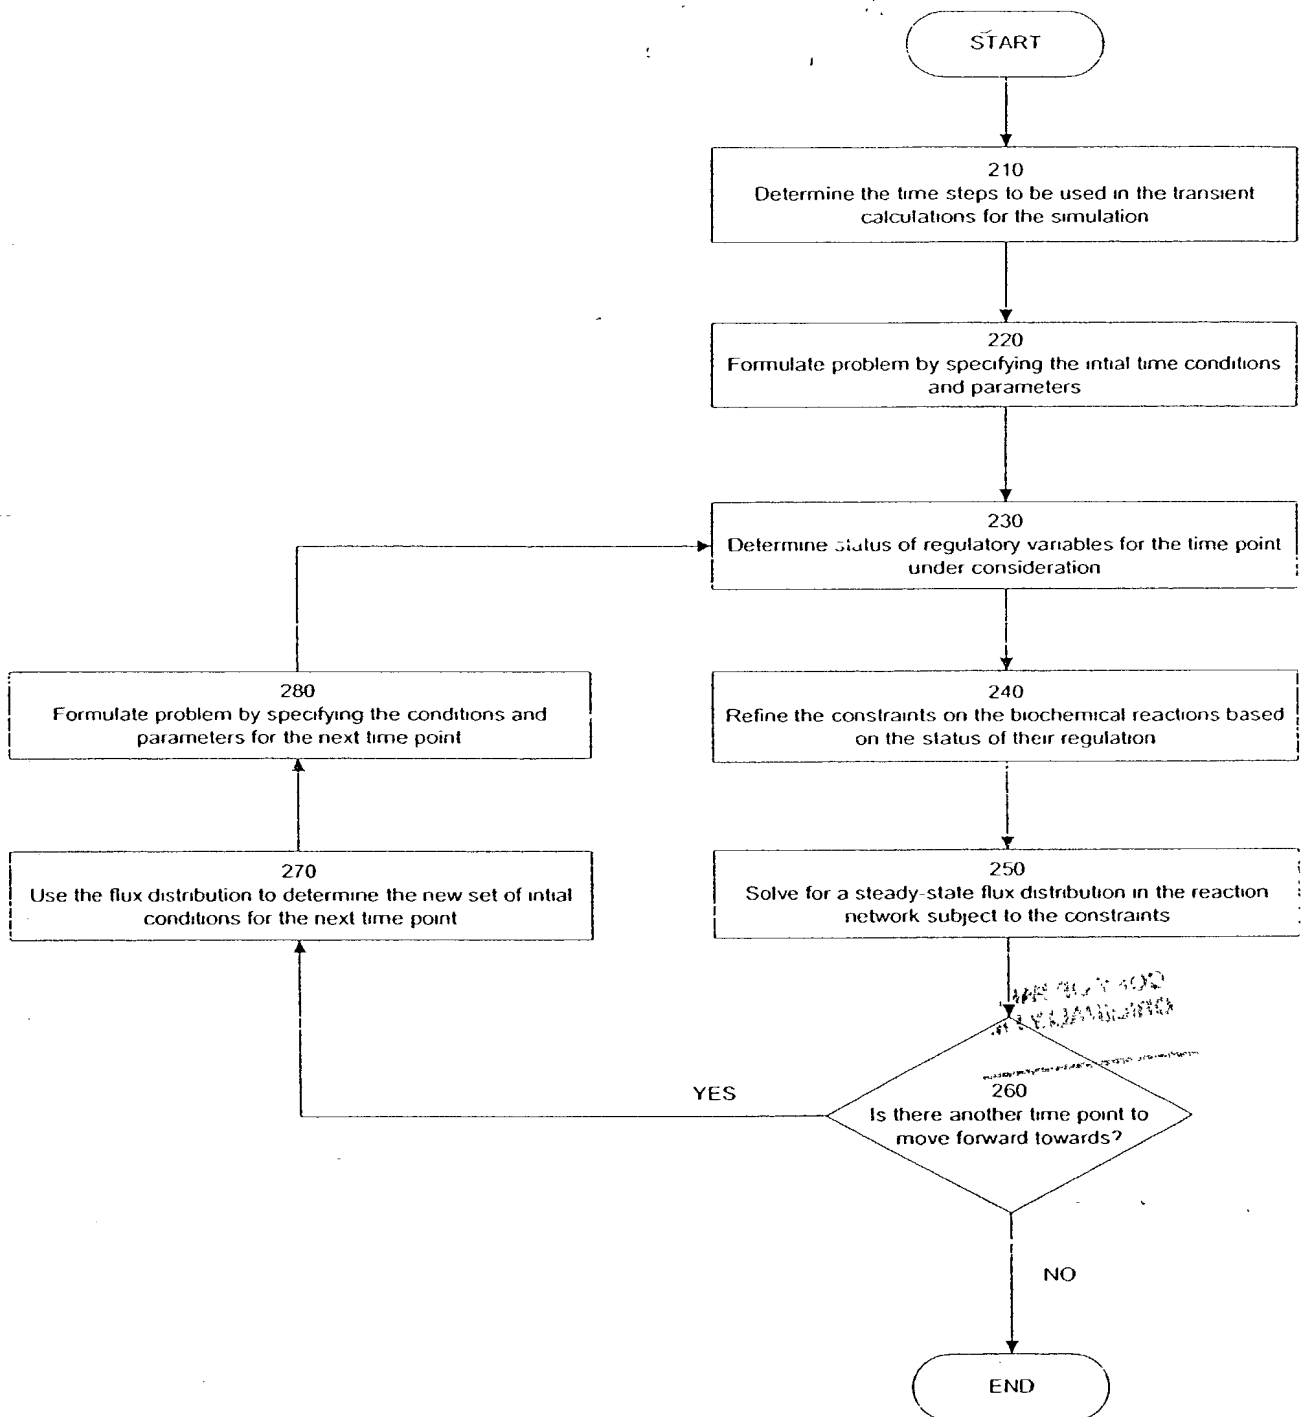 START
210
Determine the time steps to be used in the transient
calculations for the simulation
220
Formulate problem by specifying the intial time conditions
and parameters
230
Determine status of regulatory variables for the time point
under consideration
280
Formulate problem by specifying the conditions and
parameters for the next time point
240
Refine the constraints on the biochemical reactions based
on the status of their regulation
270
Use the flux distribution to determine the new set of intial
conditions for the next time point
250
Solve for a steady-state flux distribution in the reaction
network subject to the constraints
YES
260
Is there another time point to
move forward towards?
NO
END